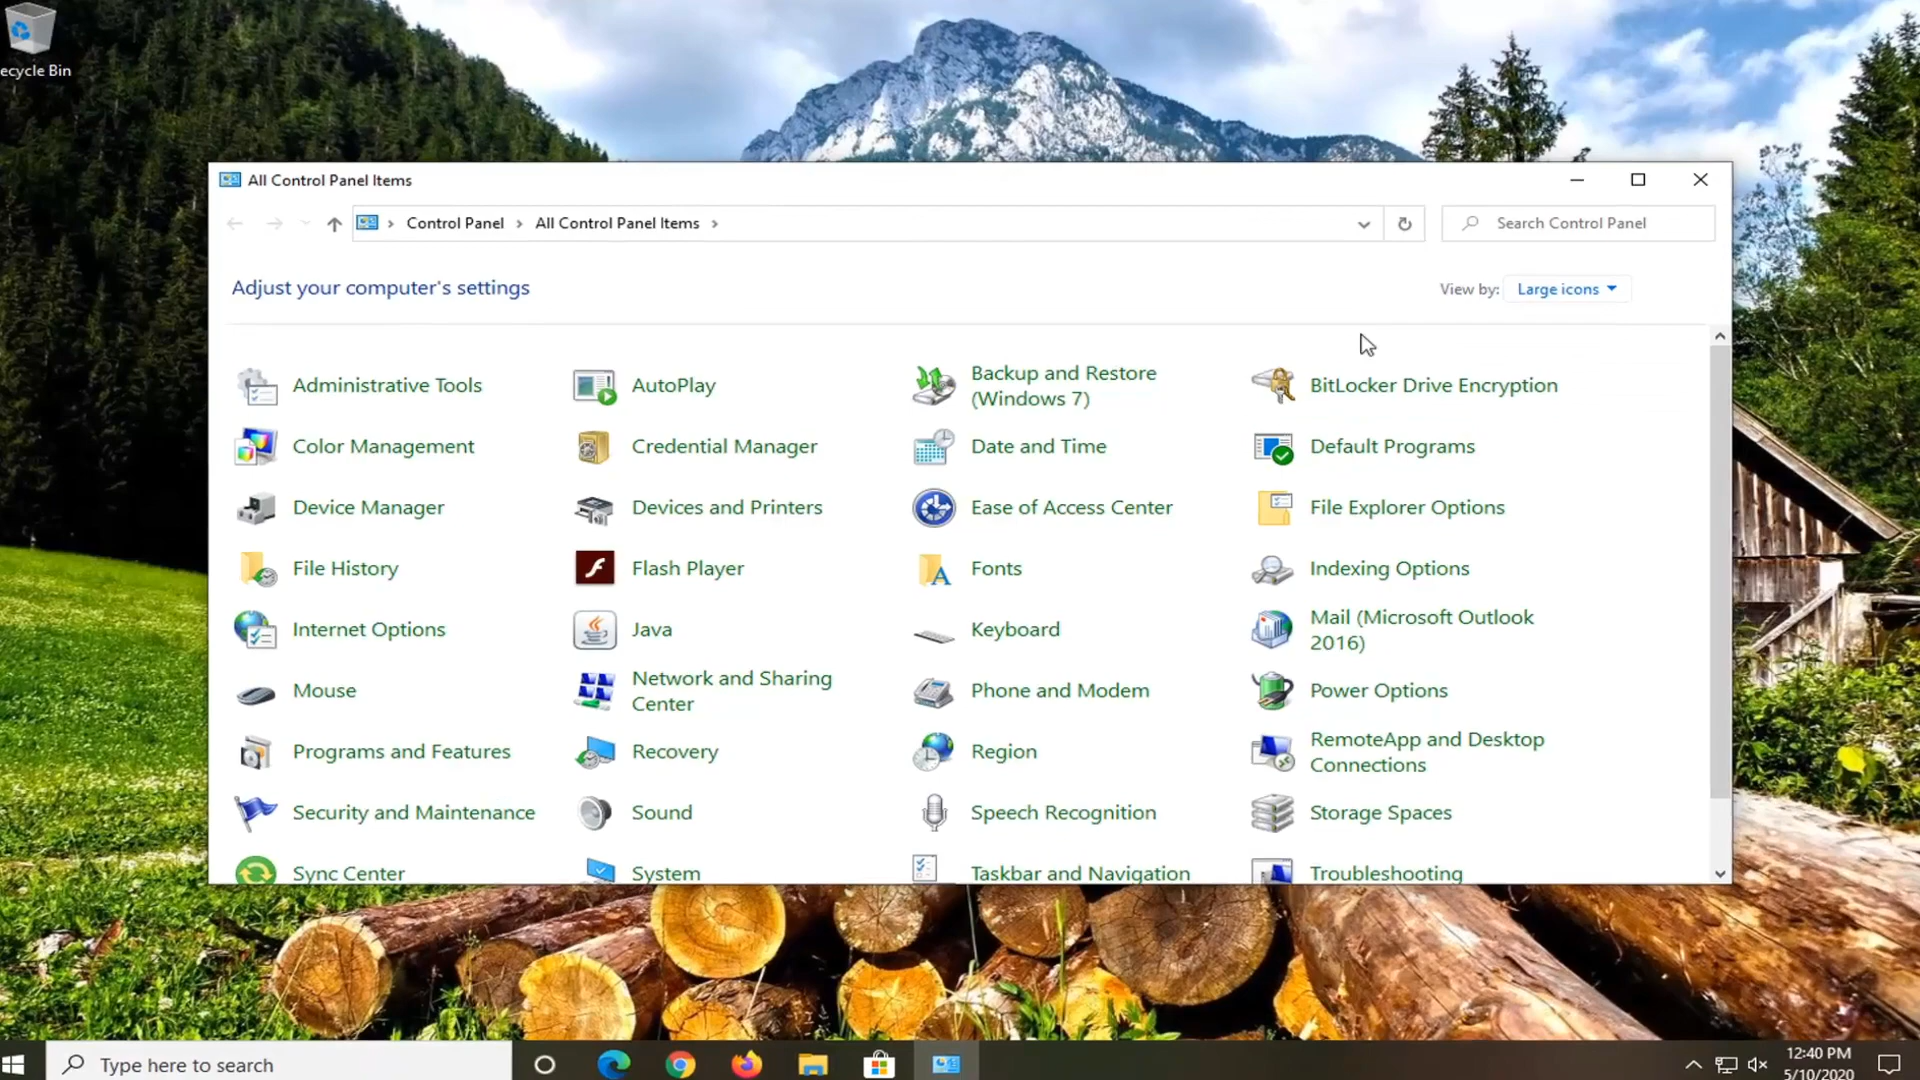 ecycle Bin
All Control Panel Items
Control Panel
All Control Panel Items
Search Control Panel
Adjust your computer's settings
View by:
Large icons
Administrative Tools
AutoPlay
Backup and Restore
(Windows 7)
BitLocker Drive Encryption
Color Management
Credential Manager
Date and Time
Default Programs
Device Manager
Devices and Printers
Ease of Access Center
File Explorer Options
File History
Flash Player
Fonts
Indexing Options
Internet Options
Java
Keyboard
Mail (Microsoft Outlook
2016)
Mouse
Network and Sharing
Center
Phone and Modem
Power Options
Programs and Features
Recovery
Region
RemoteApp and Desktop
Connections
Security and Maintenance
Sound
Speech Recognition
Storage Spaces
Sync Center
System
Taskbar and Navigation
Troubleshooting
Type here to search
12:40 PM
5/10/2020